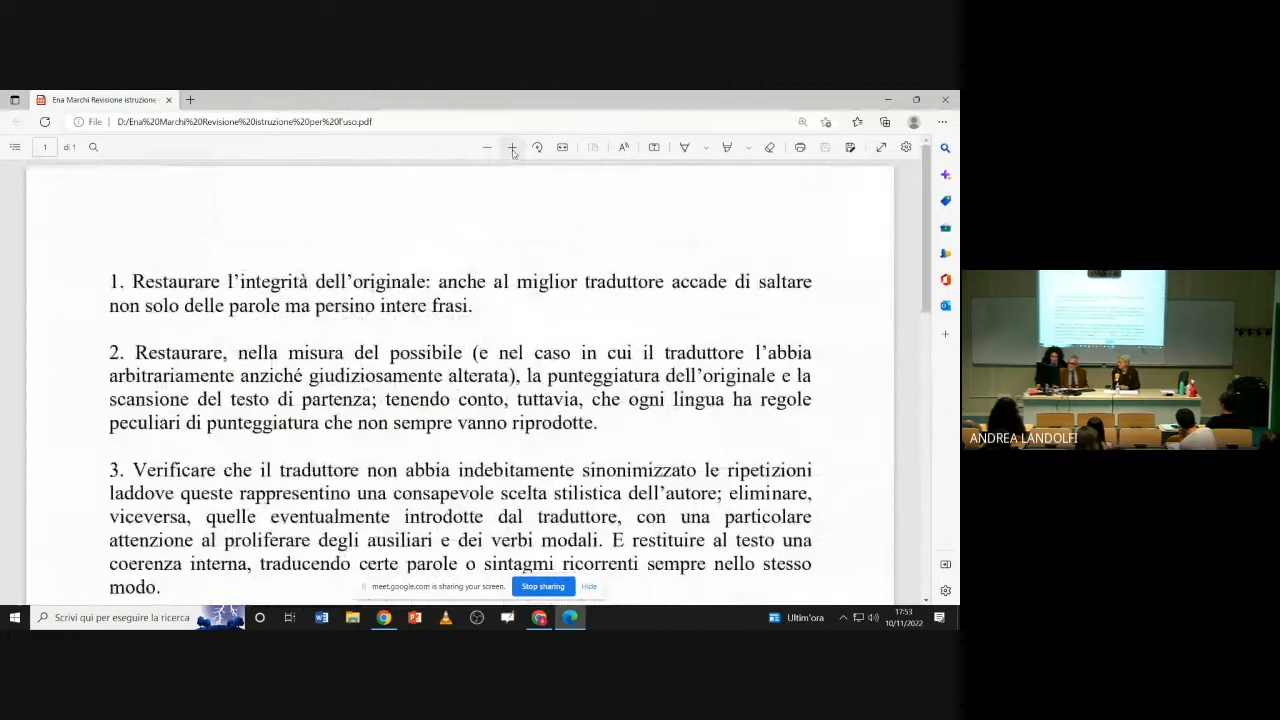 Ena Marchi Revisione istruzione
File
D:/Ena%20Marchi%20Revisione%20istruzione%20per%20l'uso.pdf
1 di 1
1. Restaurare l’integrità dell’originale: anche al miglior traduttore accade di saltare
non solo delle parole ma persino intere frasi.
2. Restaurare, nella misura del possibile (e nel caso in cui il traduttore l’abbia
arbitrariamente anziché giudiziosamente alterata), la punteggiatura dell’originale e la
scansione del testo di partenza; tenendo conto, tuttavia, che ogni lingua ha regole
peculiari di punteggiatura che non sempre vanno riprodotte.
3. Verificare che il traduttore non abbia indebitamente sinonimizzato le ripetizioni
laddove queste rappresentino una consapevole scelta stilistica dell’autore; eliminare,
viceversa, quelle eventualmente introdotte dal traduttore, con una particolare
attenzione al proliferare degli ausiliari e dei verbi modali. E restituire al testo una
coerenza interna, traducendo certe parole o sintagmi ricorrenti sempre nello stesso
modo.
meet.google.com is sharing your screen. Stop sharing Hide
Scrivi qui per eseguire la ricerca
Ultim'ora
17:53
10/11/2022
ANDREA LANDOLFI